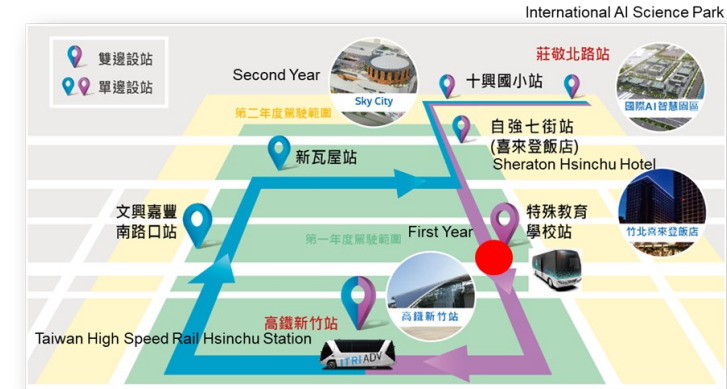 International AI Science Park
雙邊設站
單邊設站
Second Year
第二年度駕駛範圍
Sky City
十興國小站
莊敬北路站
國際AI智慧園區
自強七街站
(喜來登飯店)
Sheraton Hsinchu Hotel
新瓦屋站
文興嘉豐
南路口站
第一年度駕駛範圍
First Year
特殊教育
學校站
竹北喜來登飯店
高鐵新竹站
高鐵新竹站
Taiwan High Speed Rail Hsinchu Station
ITRI ADV